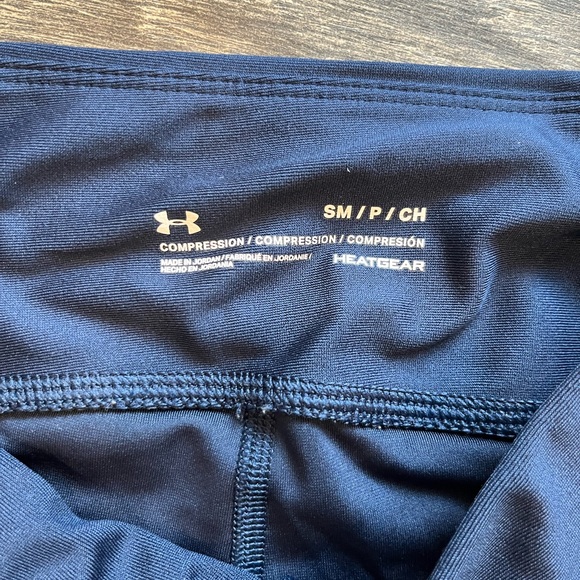 SM / P / CH
COMPRESSION / COMPRESSION / COMPRESIÓN
MADE IN JORDAN / FABRIQUÉ EN JORDANIE /
HECHO EN JORDANIA
HEATGEAR